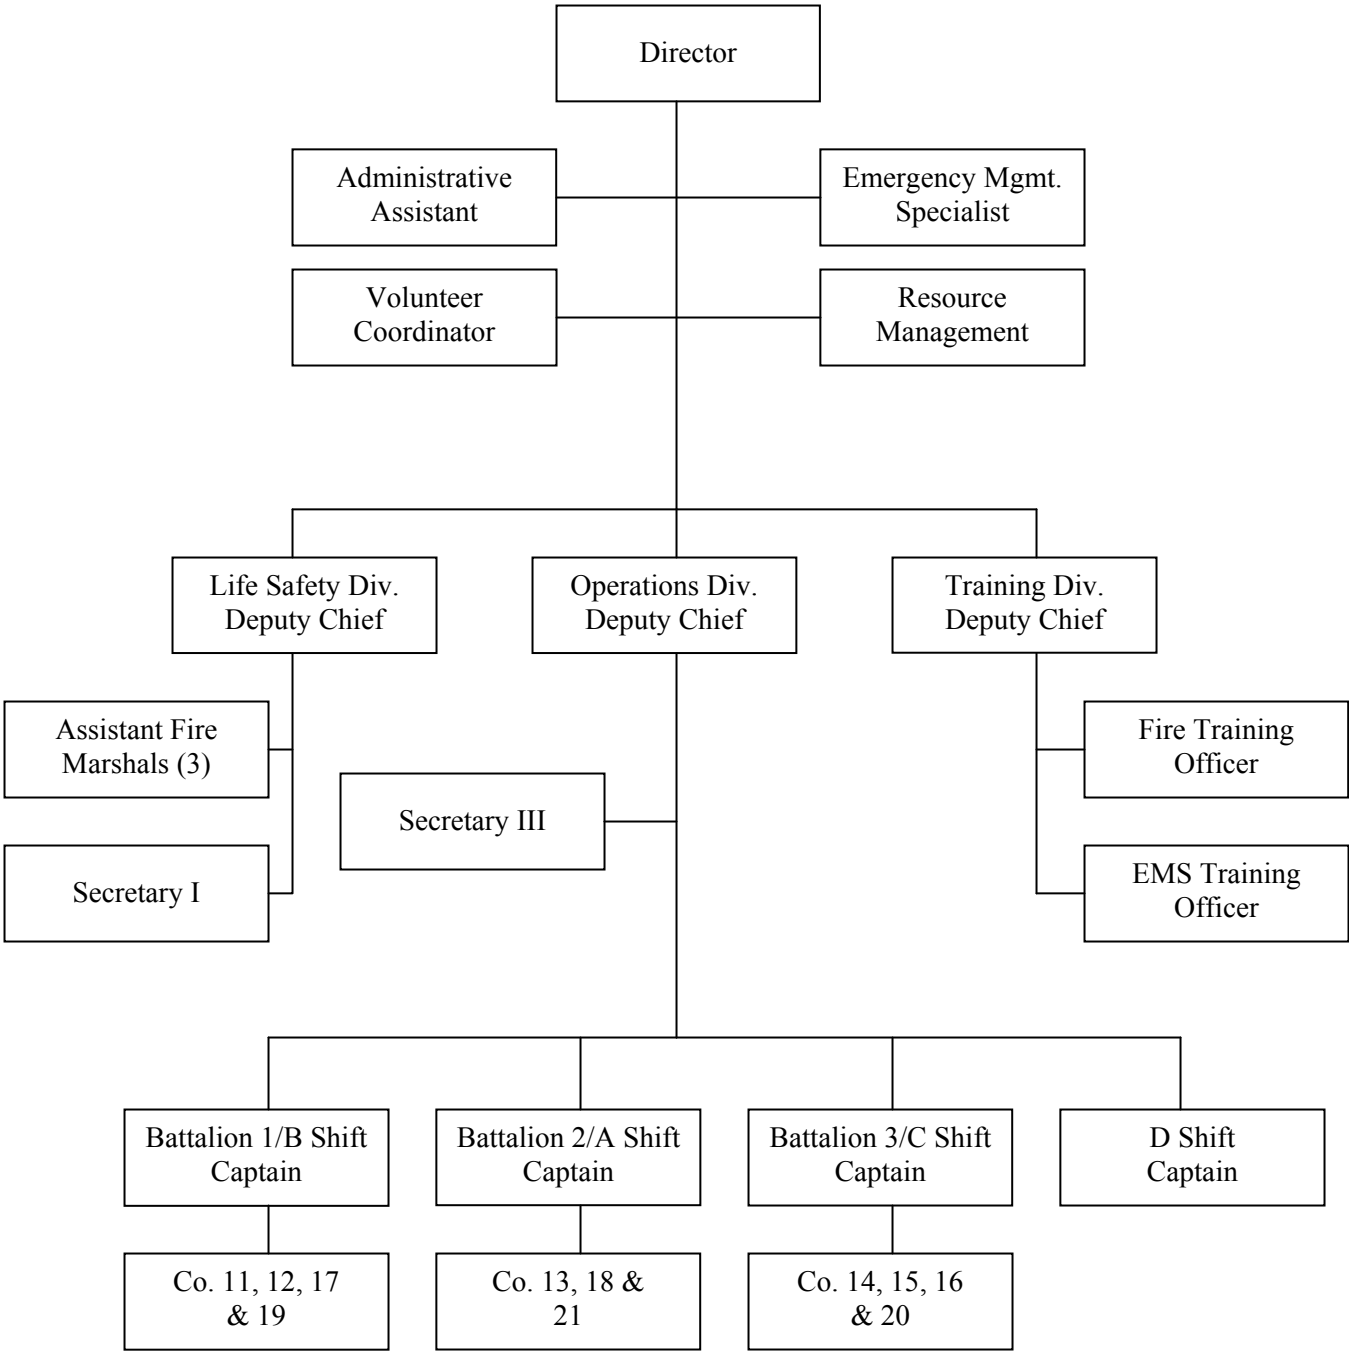 Director
Administrative
Assistant
Emergency Mgmt.
Specialist
Volunteer
Coordinator
Resource
Management
Life Safety Div.
Deputy Chief
Operations Div.
Deputy Chief
Training Div.
Deputy Chief
Assistant Fire
Marshals (3)
Fire Training
Officer
Secretary III
Secretary I
EMS Training
Officer
Battalion 1/B Shift
Captain
Battalion 2/A Shift
Captain
Battalion 3/C Shift
Captain
D Shift
Captain
Co. 11, 12, 17
& 19
Co. 13, 18 &
21
Co. 14, 15, 16
& 20